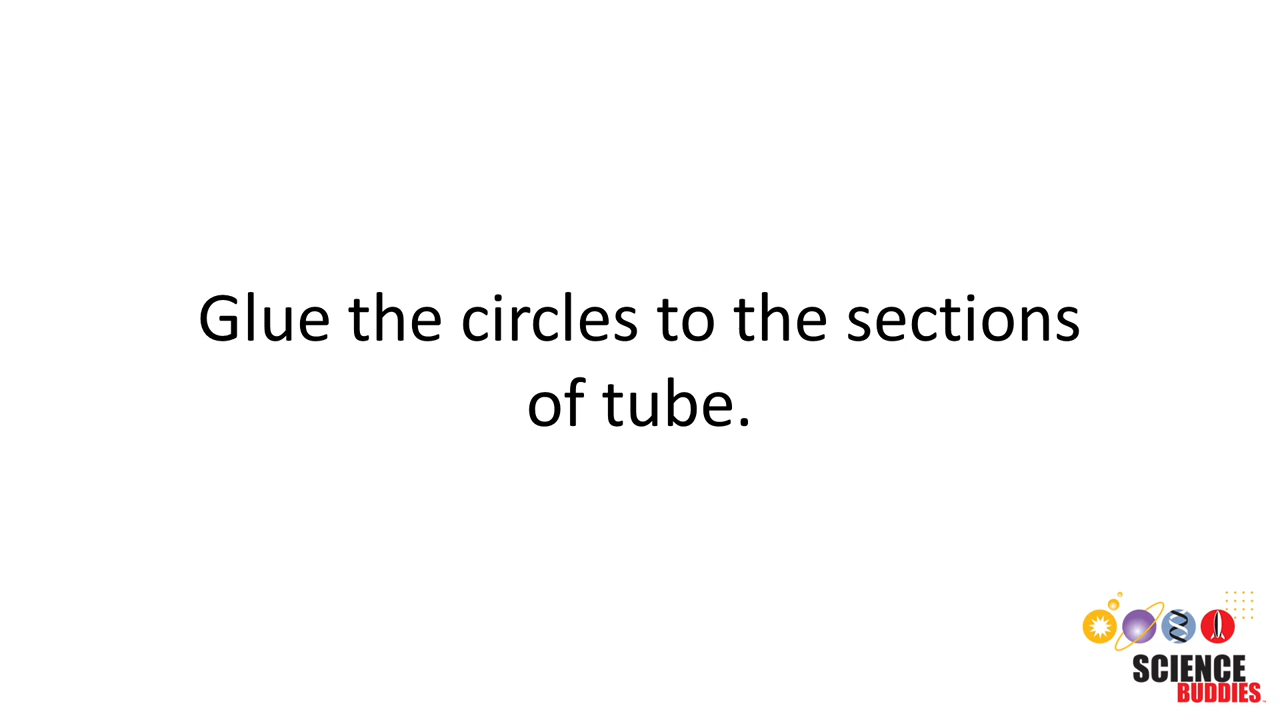 Glue the circles to the sections
of tube.
SCIENCE
BUDDIES